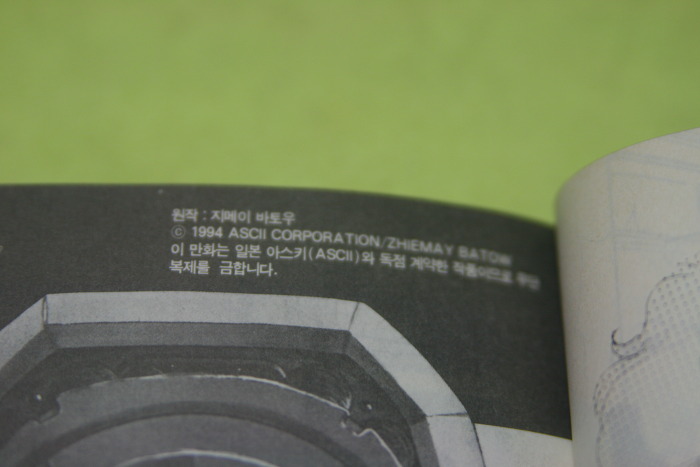 원작 : 지메이 바토우
ⓒ 1994 ASCII CORPORATION/ZHIEMAY BATOW
이 만화는 일본 아스키(ASCII)와 독점 계약한 작품이므로 무단
복제를 금합니다.